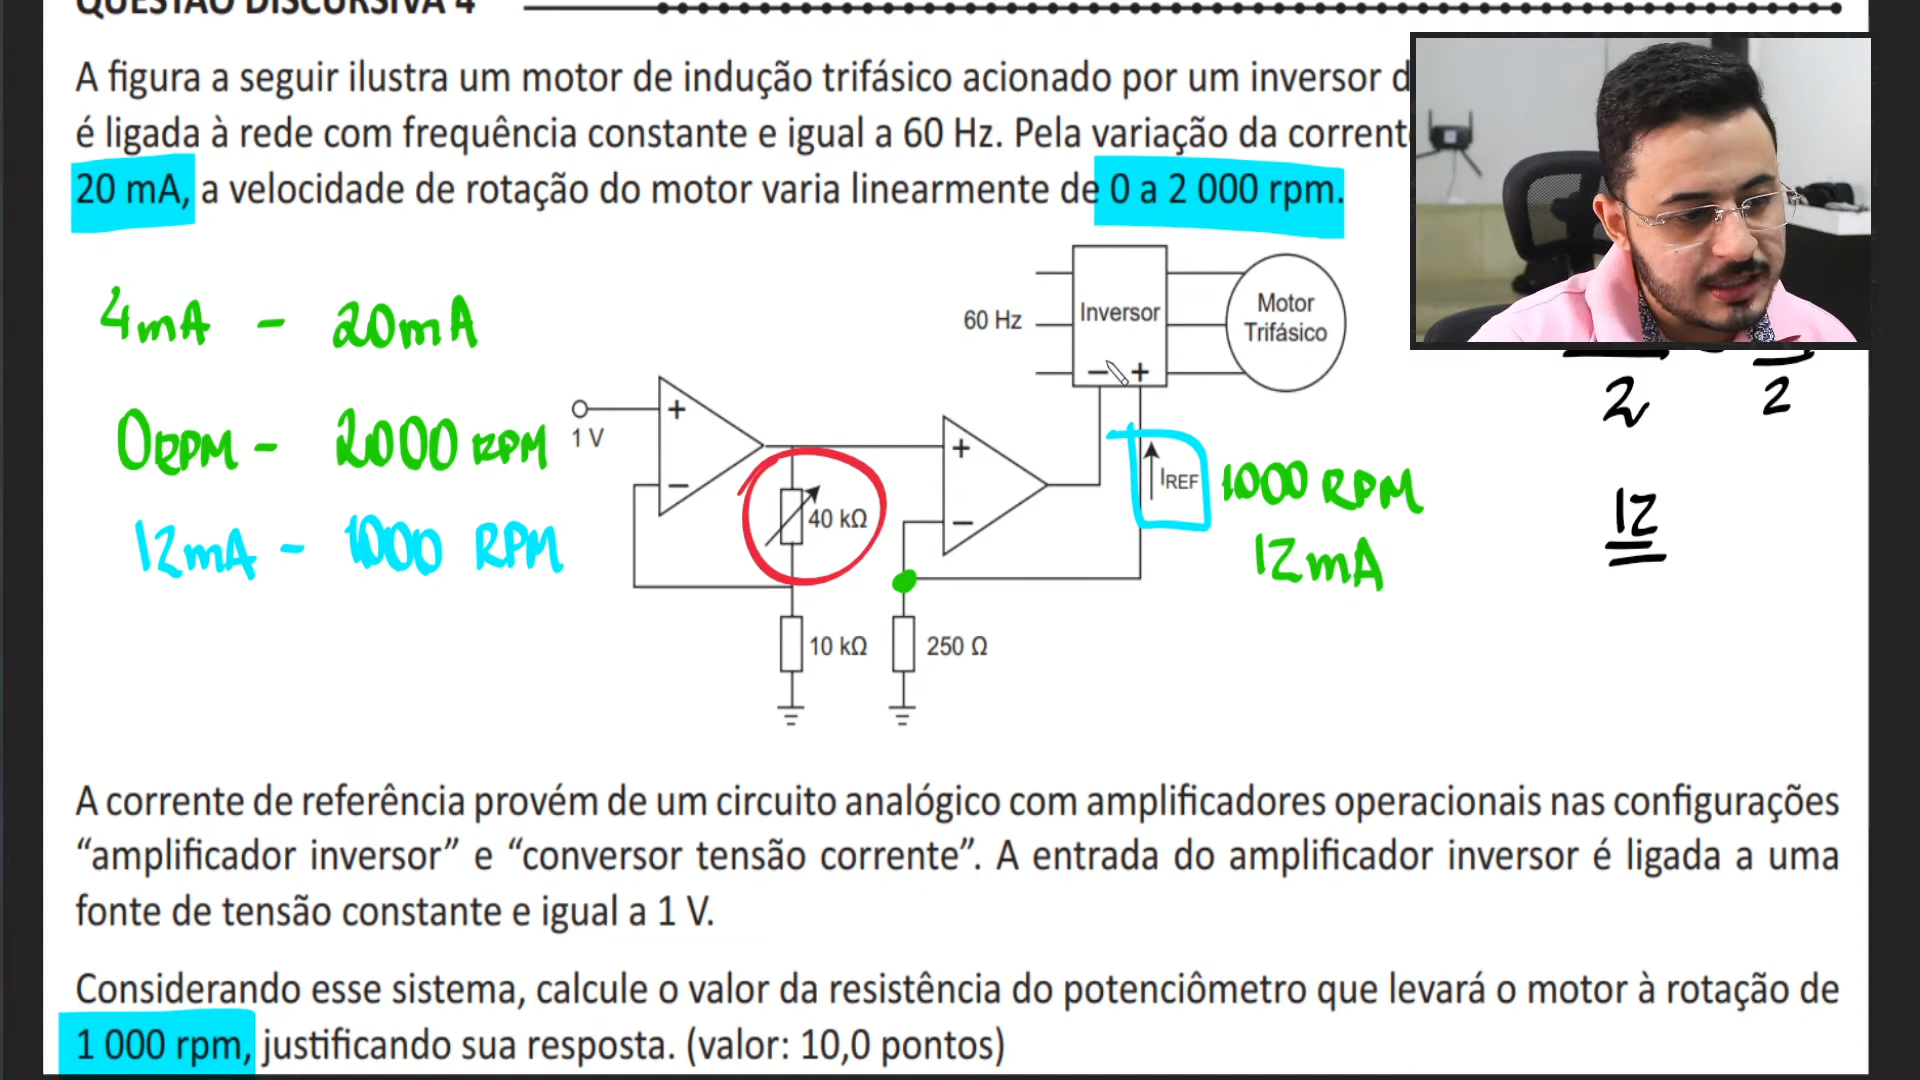 QUESTÃO DISCURSIVA 4
A figura a seguir ilustra um motor de indução trifásico acionado por um inversor d
é ligada à rede com frequência constante e igual a 60 Hz. Pela variação da corrent
20 mA, a velocidade de rotação do motor varia linearmente de 0 a 2 000 rpm.
4mA - 20mA
0RPM - 2000 RPM
12mA - 1000 RPM
60 Hz
Inversor
- +
Motor
Trifásico
1 V
+
-
40 kΩ
10 kΩ
+
-
250 Ω
IREF
1000 RPM
12mA
2
2
12
A corrente de referência provém de um circuito analógico com amplificadores operacionais nas configurações
“amplificador inversor” e “conversor tensão corrente”. A entrada do amplificador inversor é ligada a uma
fonte de tensão constante e igual a 1 V.
Considerando esse sistema, calcule o valor da resistência do potenciômetro que levará o motor à rotação de
1 000 rpm, justificando sua resposta. (valor: 10,0 pontos)